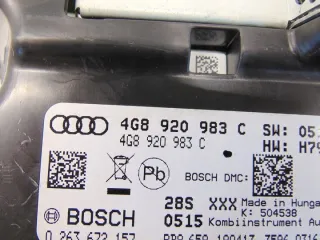 4G8 920 983 C SW: 05
4G8 920 983 C HW: H79
Pb BOSCH DMC:
28S XXX Made in Hunga
K: 504538
BOSCH 0515 Kombiinstrument Au
0 263 672 157